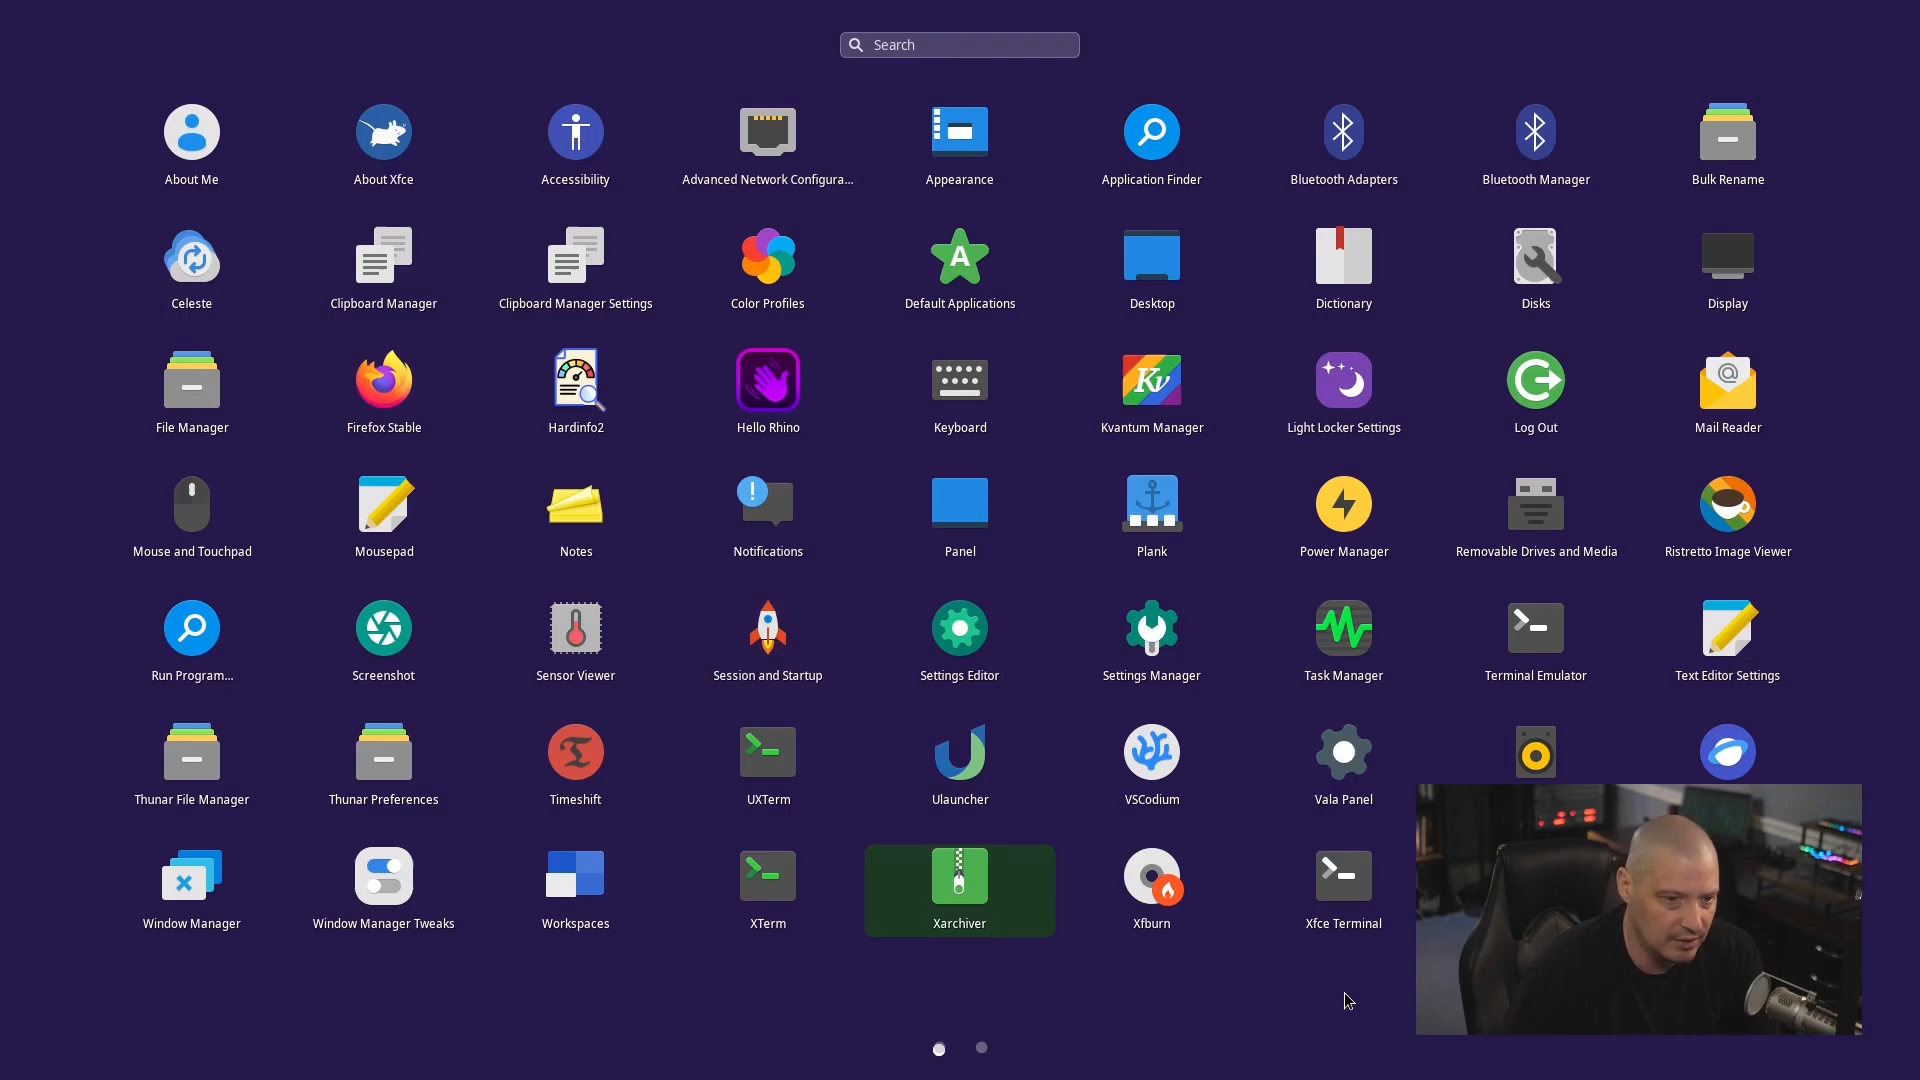 Search
About Me
About Xfce
Accessibility
Advanced Network Configura...
Appearance
Application Finder
Bluetooth Adapters
Bluetooth Manager
Bulk Rename
Celeste
Clipboard Manager
Clipboard Manager Settings
Color Profiles
A
Default Applications
Desktop
Dictionary
Disks
Display
File Manager
Firefox Stable
Hardinfo2
Hello Rhino
Keyboard
Kv
Kvantum Manager
Light Locker Settings
Log Out
@
Mail Reader
Mouse and Touchpad
Mousepad
Notes
!
Notifications
Panel
Plank
Power Manager
Removable Drives and Media
Ristretto Image Viewer
Run Program...
Screenshot
Sensor Viewer
Session and Startup
Settings Editor
Settings Manager
Task Manager
Terminal Emulator
Text Editor Settings
Thunar File Manager
Thunar Preferences
Timeshift
UXTerm
Ulauncher
VSCodium
Vala Panel
Window Manager
Window Manager Tweaks
Workspaces
XTerm
Xarchiver
Xfburn
Xfce Terminal